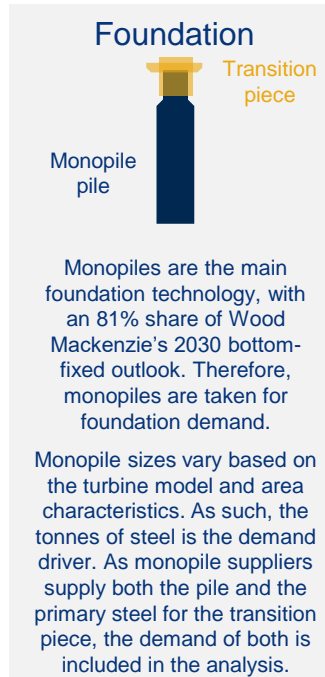 Foundation
Transition
piece
Monopile
pile
Monopiles are the main
foundation technology, with
an 81% share of Wood
Mackenzie’s 2030 bottom-
fixed outlook. Therefore,
monopiles are taken for
foundation demand.
Monopile sizes vary based on
the turbine model and area
characteristics. As such, the
tonnes of steel is the demand
driver. As monopile suppliers
supply both the pile and the
primary steel for the transition
piece, the demand of both is
included in the analysis.